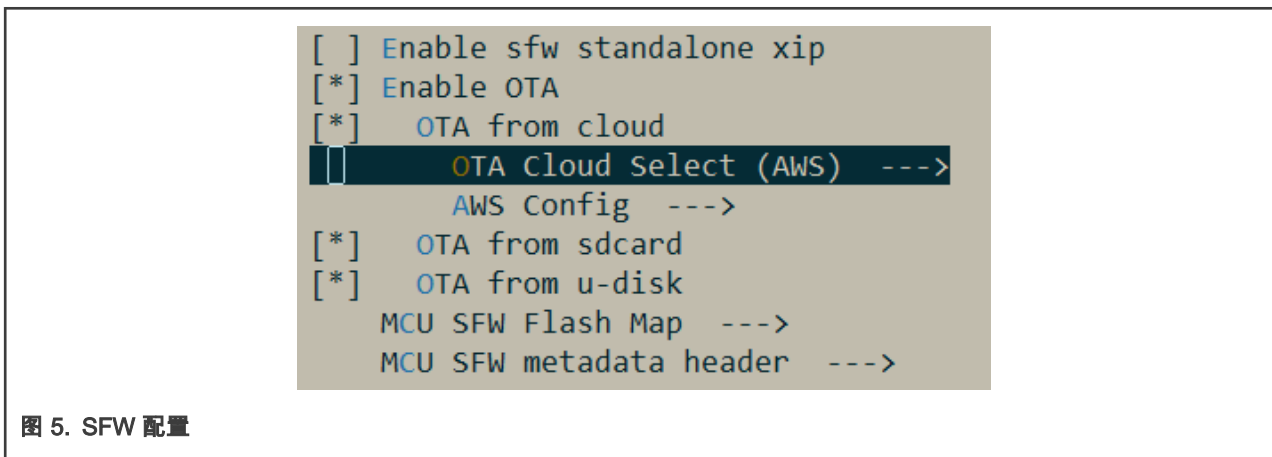 [ ] Enable sfw standalone xip
[*] Enable OTA
[*] OTA from cloud
OTA Cloud Select (AWS) --->
AWS Config --->
[*] OTA from sdcard
[*] OTA from u-disk
MCU SFW Flash Map --->
MCU SFW metadata header --->
图 5. SFW 配置